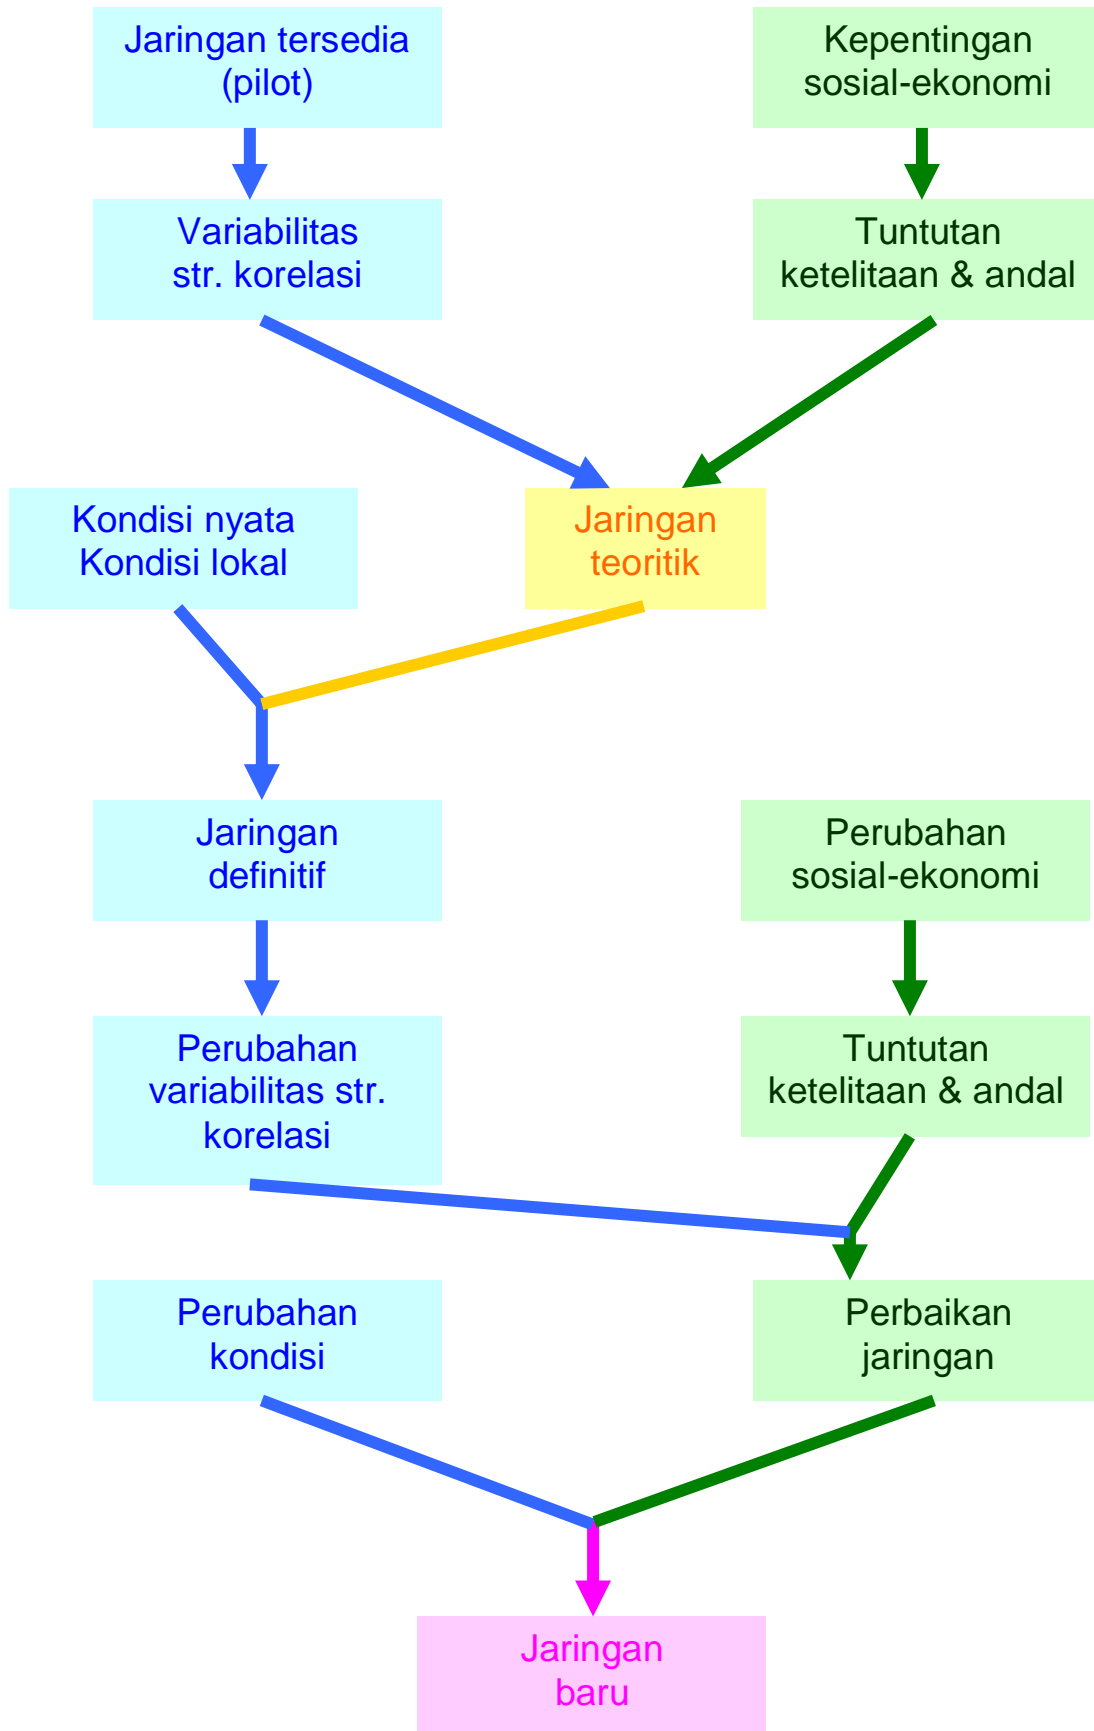 Jaringan tersedia
(pilot)
Kepentingan
sosial-ekonomi
Variabilitas
str. korelasi
Tuntutan
ketelitaan & andal
Kondisi nyata
Kondisi lokal
Jaringan
teoritik
Jaringan
definitif
Perubahan
sosial-ekonomi
Perubahan
variabilitas str.
korelasi
Tuntutan
ketelitaan & andal
Perubahan
kondisi
Perbaikan
jaringan
Jaringan
baru